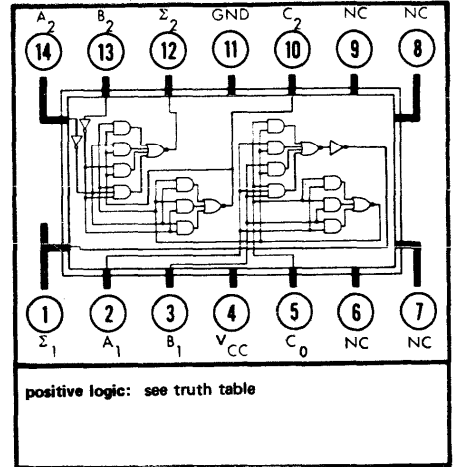 A2 B2 Σ2 GND C2 NC NC
14 13 12 11 10 9 8
1 2 3 4 5 6 7
Σ1 A1 B1 VCC C0 NC NC
positive logic: see truth table